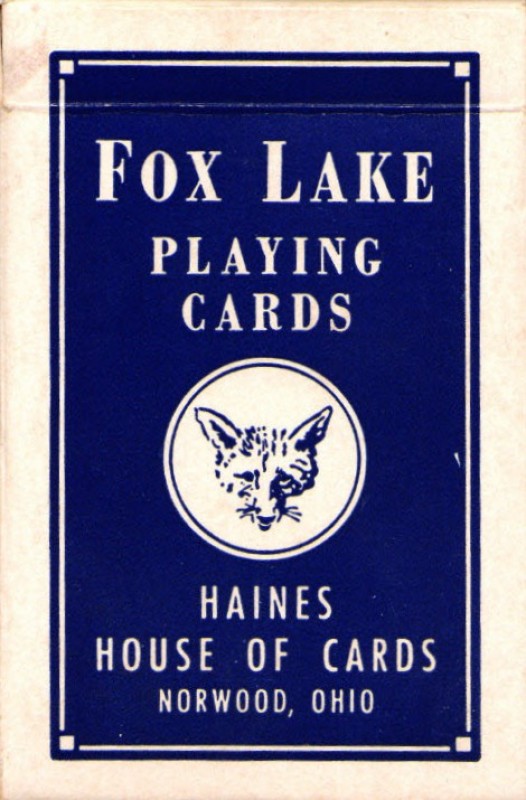 FOX LAKE
PLAYING
CARDS
HAINES
HOUSE OF CARDS
NORWOOD, OHIO